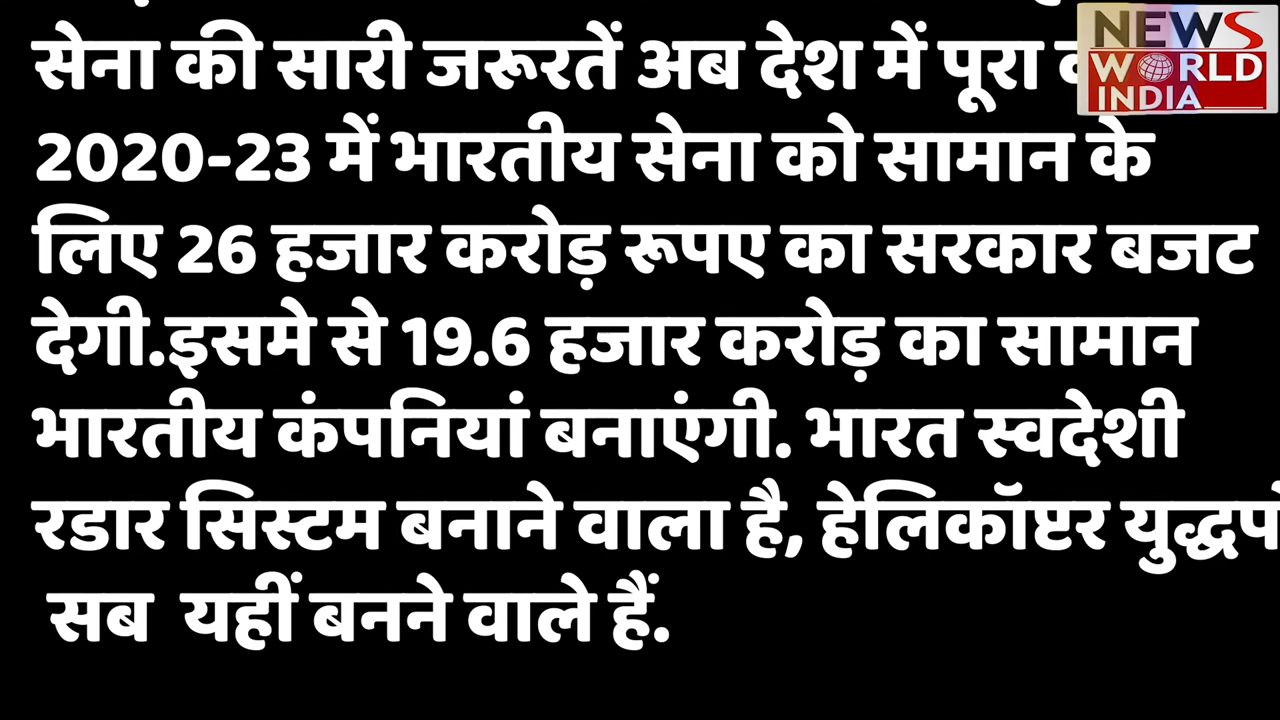 सेना की सारी जरूरतें अब देश में पूरा
2020-23 में भारतीय सेना को सामान के
लिए 26 हजार करोड़ रूपए का सरकार बजट
देगी.इसमे से 19.6 हजार करोड़ का सामान
भारतीय कंपनियां बनाएंगी. भारत स्वदेशी
रडार सिस्टम बनाने वाला है, हेलिकॉप्टर
सब यहीं बनने वाले हैं.
NEWS
WORLD
INDIA